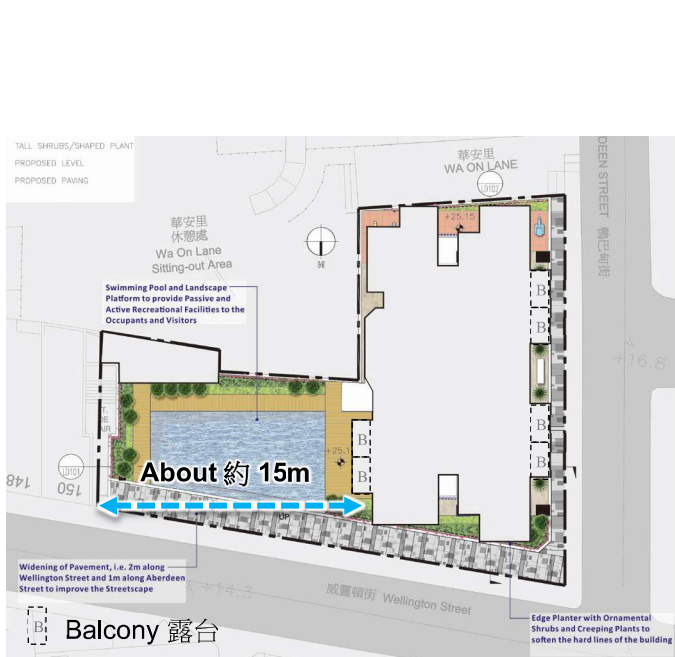 TALL SHRUBS/SHAPED PLANT
PROPOSED LEVEL
PROPOSED PAVING
華安里
WA ON LANE
LD102
+25.15
華安里
休憩處
Wa On Lane
Sitting-out Area
DEEN STREET 鴨巴甸街
Swimming Pool and Landscape
Platform to provide Passive and
Active Recreational Facilities to the
Occupants and Visitors
+16.8
B
B
B
B
B
B
+25.1
LD101
About 約 15m
148
150
UP
Widening of Pavement, i.e. 2m along
Wellington Street and 1m along Aberdeen
Street to improve the Streetscape
+14.3
威靈頓街 Wellington Street
Edge Planter with Ornamental
Shrubs and Creeping Plants to
soften the hard lines of the building
B
Balcony 露台